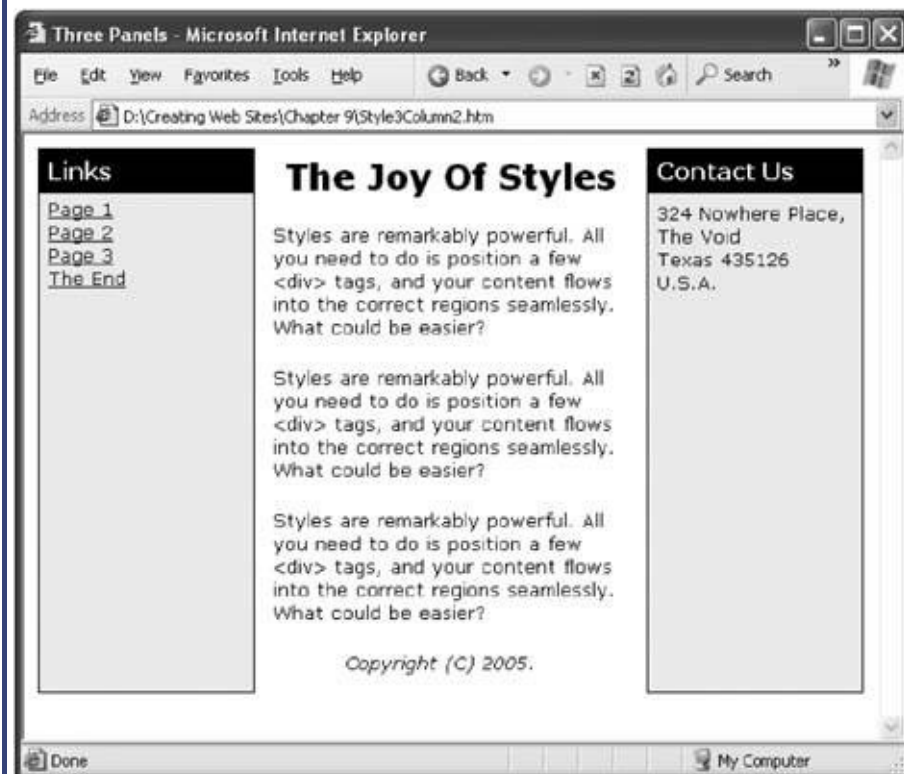 Three Panels - Microsoft Internet Explorer
File Edit View Favorites Tools Help Back Search »
Address D:\Creating Web Sites\Chapter 9\Style3Column2.htm
Links
Page 1
Page 2
Page 3
The End
The Joy Of Styles
Styles are remarkably powerful. All
you need to do is position a few
<div> tags, and your content flows
into the correct regions seamlessly.
What could be easier?
Styles are remarkably powerful. All
you need to do is position a few
<div> tags, and your content flows
into the correct regions seamlessly.
What could be easier?
Styles are remarkably powerful. All
you need to do is position a few
<div> tags, and your content flows
into the correct regions seamlessly.
What could be easier?
Copyright (C) 2005.
Contact Us
324 Nowhere Place,
The Void
Texas 435126
U.S.A.
Done My Computer